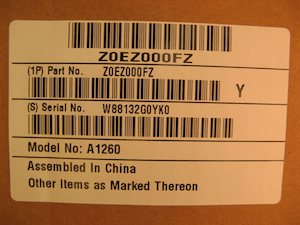 Z0EZ000FZ
(1P) Part No. Z0EZ000FZ
Y
(S) Serial No. W88132G0YK0
Model No: A1260
Assembled In China
Other Items as Marked Thereon